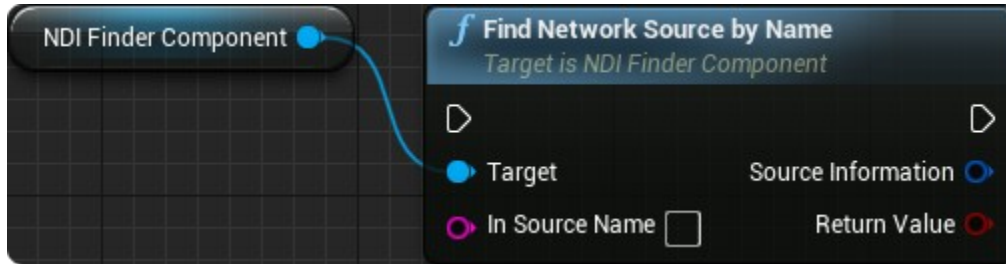 NDI Finder Component
f Find Network Source by Name
Target is NDI Finder Component
Target
Source Information
In Source Name
Return Value